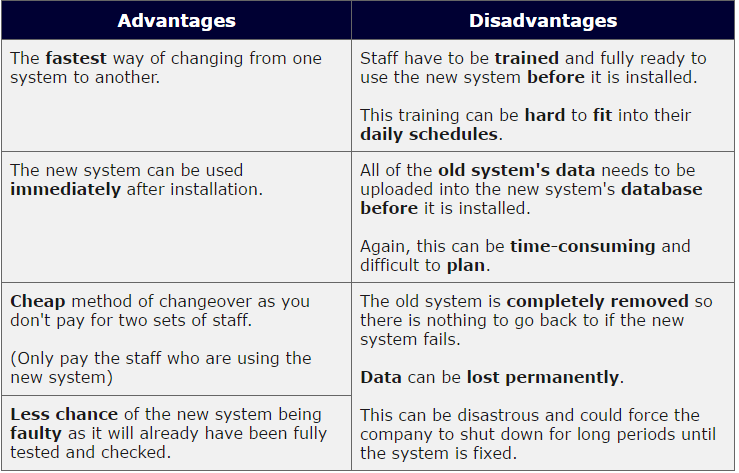 Advantages
Disadvantages
The fastest way of changing from one
system to another.
Staff have to be trained and fully ready to
use the new system before it is installed.
This training can be hard to fit into their
daily schedules.
The new system can be used
immediately after installation.
All of the old system's data needs to be
uploaded into the new system's database
before it is installed.
Again, this can be time-consuming and
difficult to plan.
Cheap method of changeover as you
don't pay for two sets of staff.
(Only pay the staff who are using the
new system)
Less chance of the new system being
faulty as it will already have been fully
tested and checked.
The old system is completely removed so
there is nothing to go back to if the new
system fails.
Data can be lost permanently.
This can be disastrous and could force the
company to shut down for long periods until
the system is fixed.